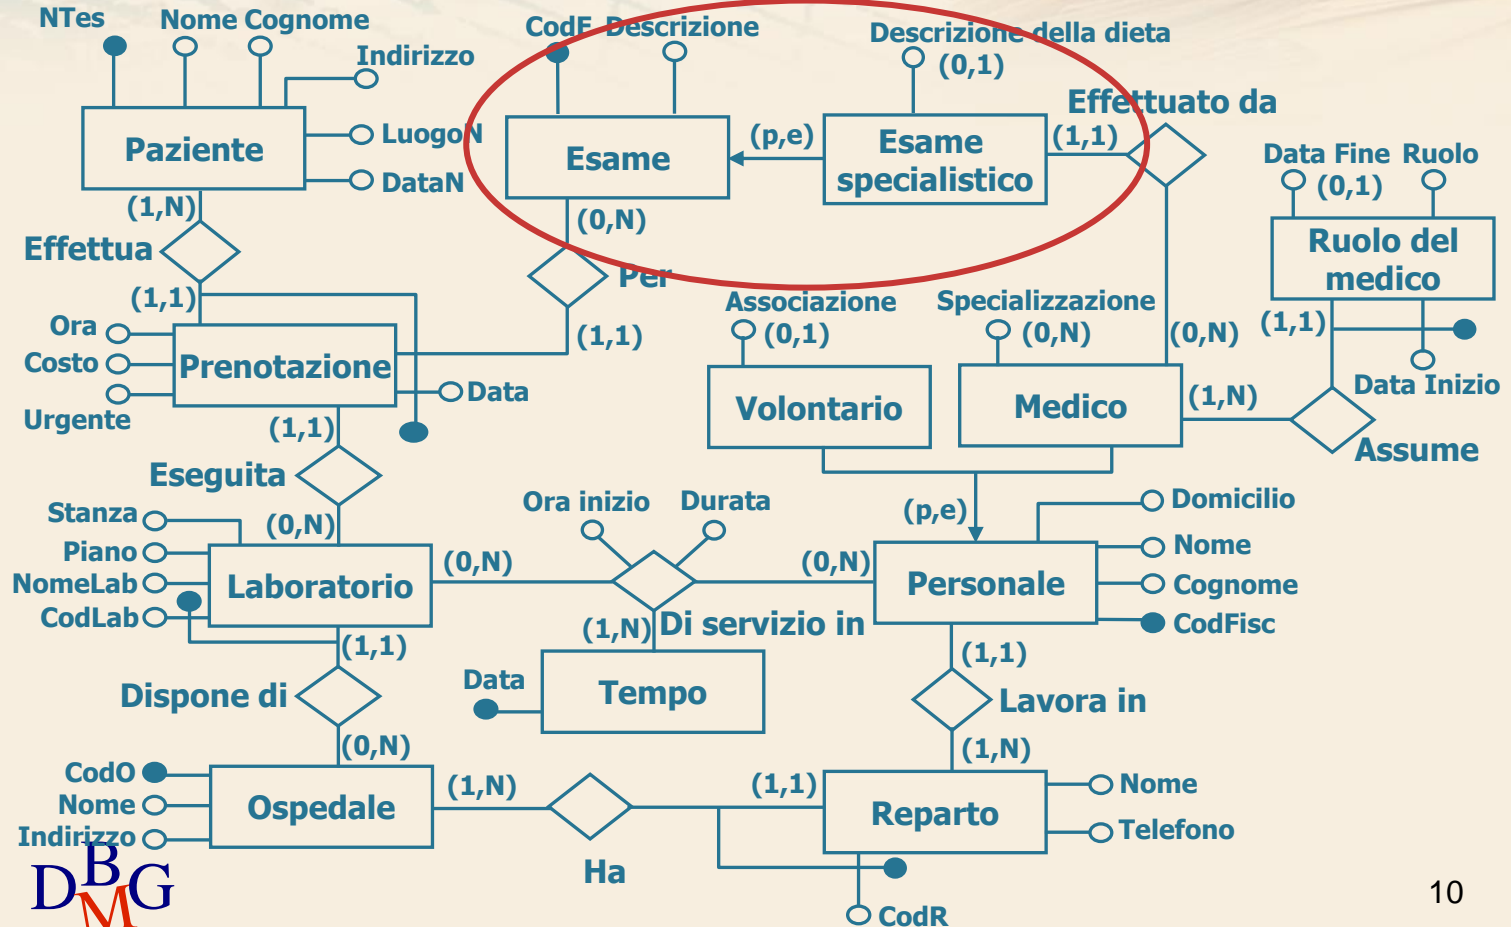 NTes
Nome Cognome
CodE Descrizione
Descrizione della dieta
(0,1)
Indirizzo
Effettuato da
Paziente
LuogoN
DataN
Esame
(p,e)
Esame
specialistico
(1,1)
Data Fine Ruolo
(0,1)
(1,N)
(0,N)
Effettua
Per
Ruolo del
medico
(1,1)
Associazione
(0,1)
Specializzazione
(0,N)
(0,N)
(1,1)
Ora
Costo
Urgente
Prenotazione
(1,1)
Data
Volontario
Medico
(1,N)
Data Inizio
Assume
(1,1)
Eseguita
(0,N)
Stanza
Piano
NomeLab
CodLab
Laboratorio
(0,N)
Ora inizio
Durata
(0,N)
(p,e)
Personale
Domicilio
Nome
Cognome
CodFisc
(1,1)
(1,N)
Di servizio in
(1,1)
Dispone di
Data
Tempo
Lavora in
(0,N)
(1,N)
CodO
Nome
Indirizzo
Ospedale
(1,N)
Ha
(1,1)
Reparto
Nome
Telefono
CodR
DBMG
10